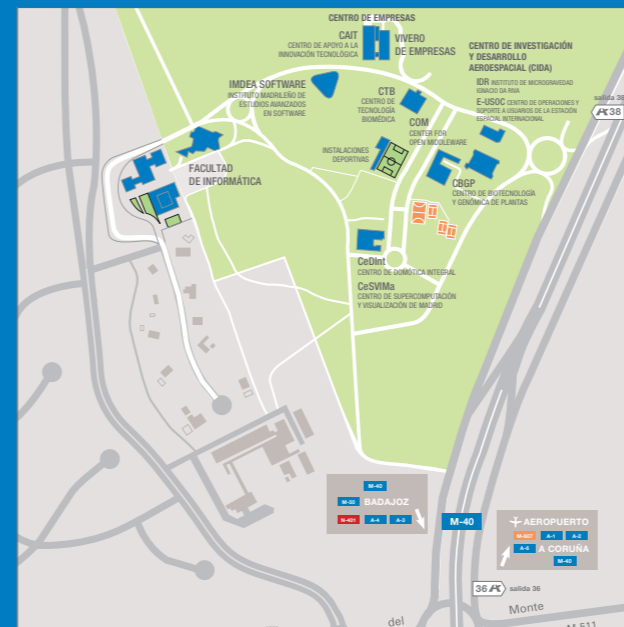 CENTRO DE EMPRESAS
CAIT
CENTRO DE APOYO A LA
INNOVACIÓN TECNOLÓGICA
VIVERO
DE EMPRESAS
CENTRO DE INVESTIGACIÓN
Y DESARROLLO
AEROESPACIAL (CIDA)
IDR INSTITUTO DE MICROGRAVEDAD
IGNACIO DA RIVA
E-USOC CENTRO DE OPERACIONES Y
SOPORTE A USUARIOS DE LA ESTACIÓN
ESPACIAL INTERNACIONAL
salida 38
38
IMDEA SOFTWARE
INSTITUTO MADRILEÑO DE
ESTUDIOS AVANZADOS
EN SOFTWARE
CTB
CENTRO DE
TECNOLOGÍA
BIOMÉDICA
COM
CENTER FOR
OPEN MIDDLEWARE
INSTALACIONES
DEPORTIVAS
FACULTAD
DE INFORMÁTICA
CBGP
CENTRO DE BIOTECNOLOGÍA
Y GENÓMICA DE PLANTAS
CeDInt
CENTRO DE DOMÓTICA INTEGRAL
CeSViMa
CENTRO DE SUPERCOMPUTACIÓN
Y VISUALIZACIÓN DE MADRID
M-40
BADAJOZ
N-401 A-4 A-3
M-40
AEROPUERTO
M-607 A-1 A-2
A-6 A CORUÑA
M-40
36 salida 36
del
Monte
M-511